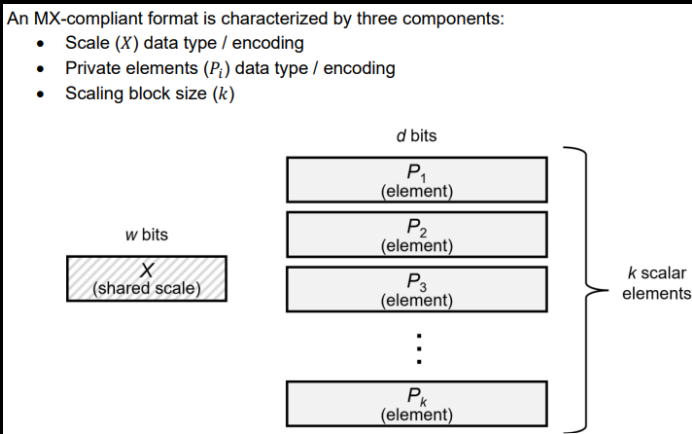 An MX-compliant format is characterized by three components:
• Scale (X) data type / encoding
• Private elements (Pᵢ) data type / encoding
• Scaling block size (k)
d bits
P₁
(element)
w bits
P₂
(element)
X
(shared scale)
P₃
(element)
k scalar
elements
⋮
Pₖ
(element)